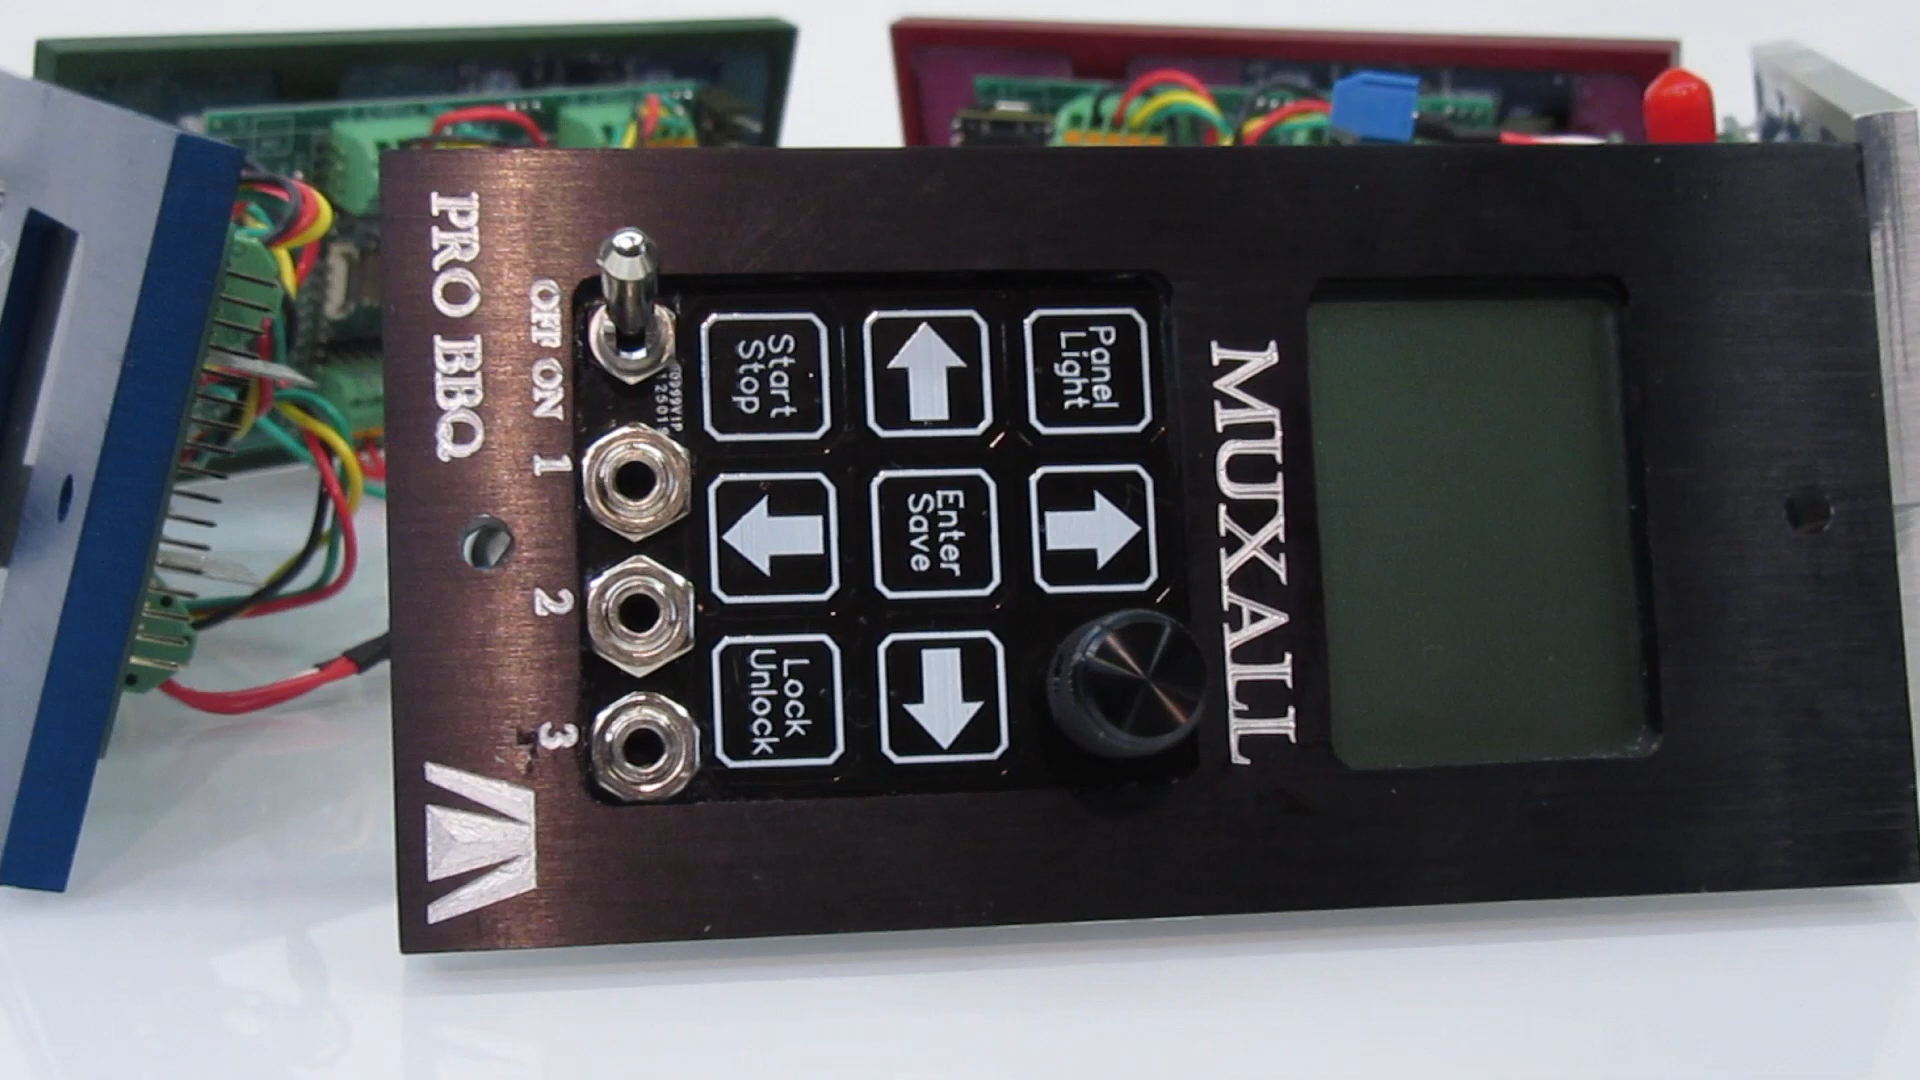 MUXALL
Panel
Light
Enter
Save
Start
Stop
Lock
Unlock
OFF ON
1
2
3
PRO BBQ